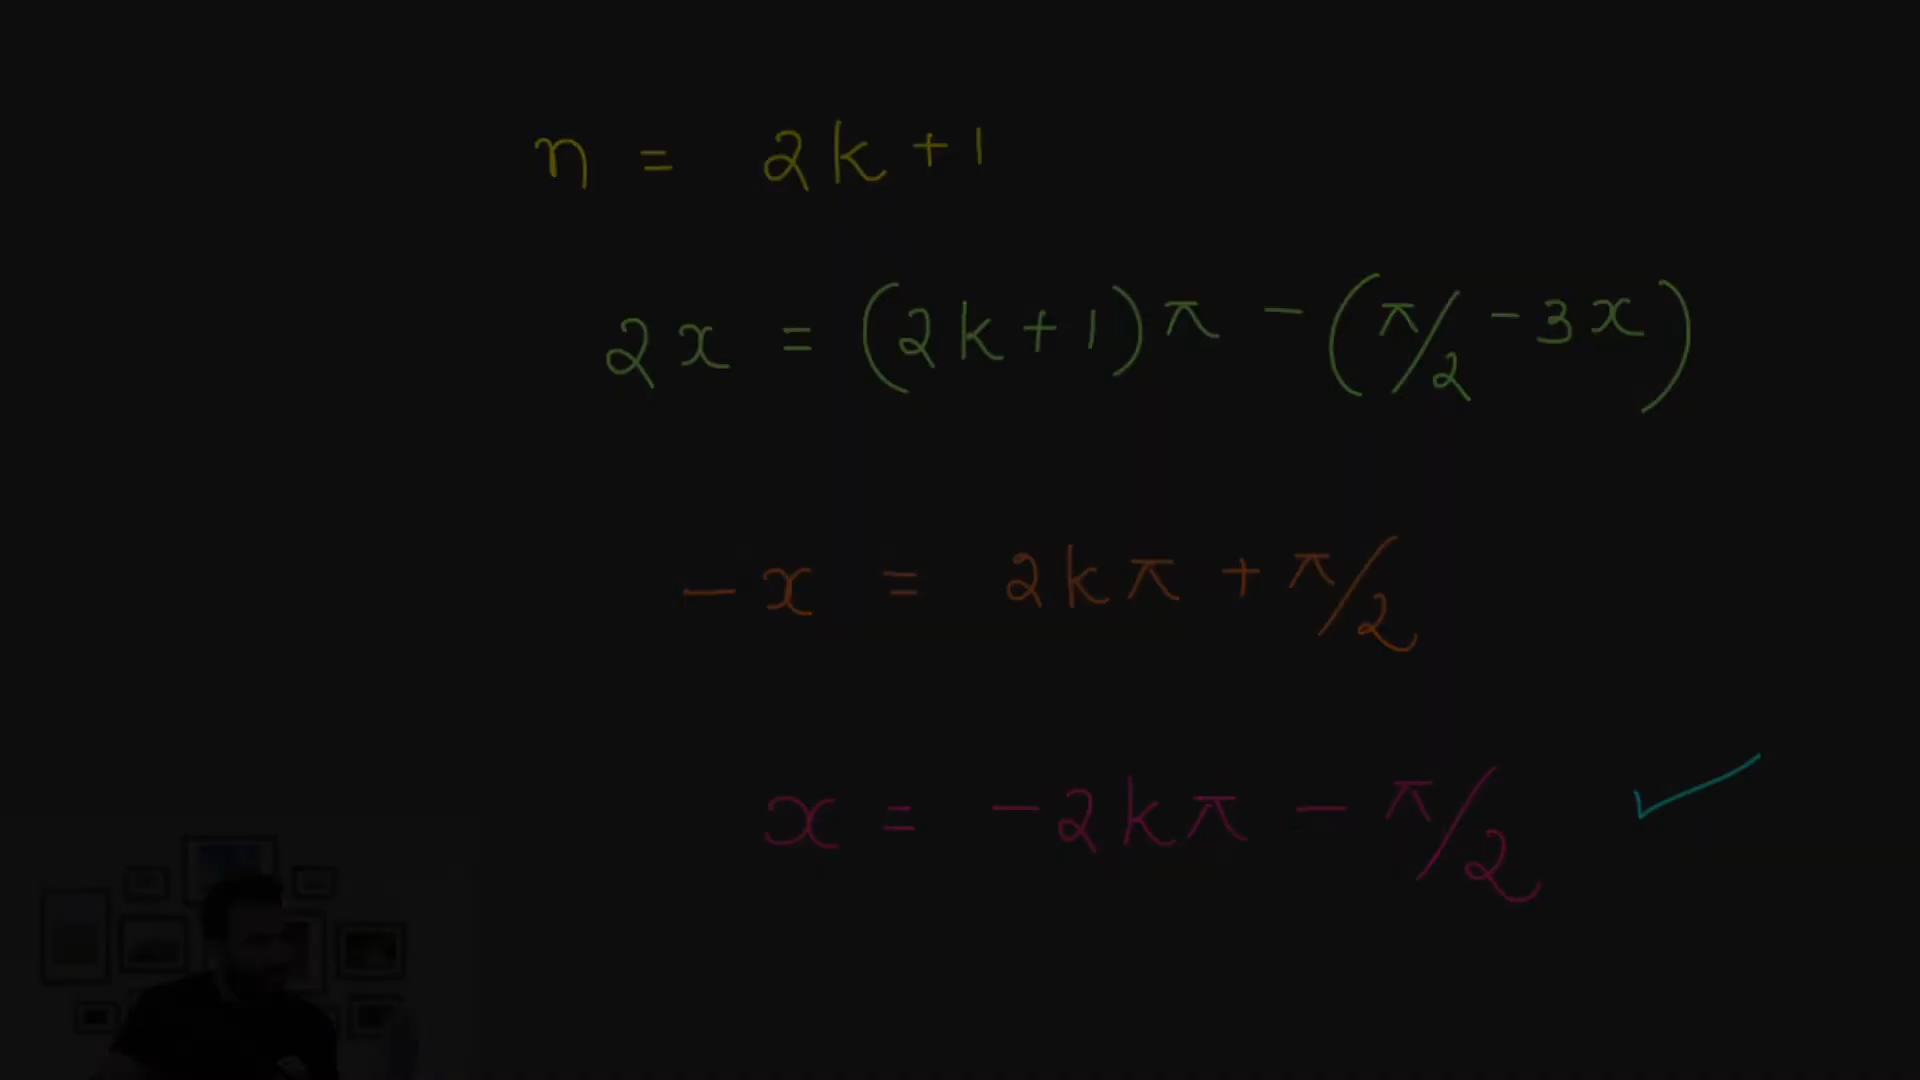 n = 2k+1
2x = (2k+1)π - (π/2 - 3x)
-x = 2kπ + π/2
x = -2kπ - π/2 ✓